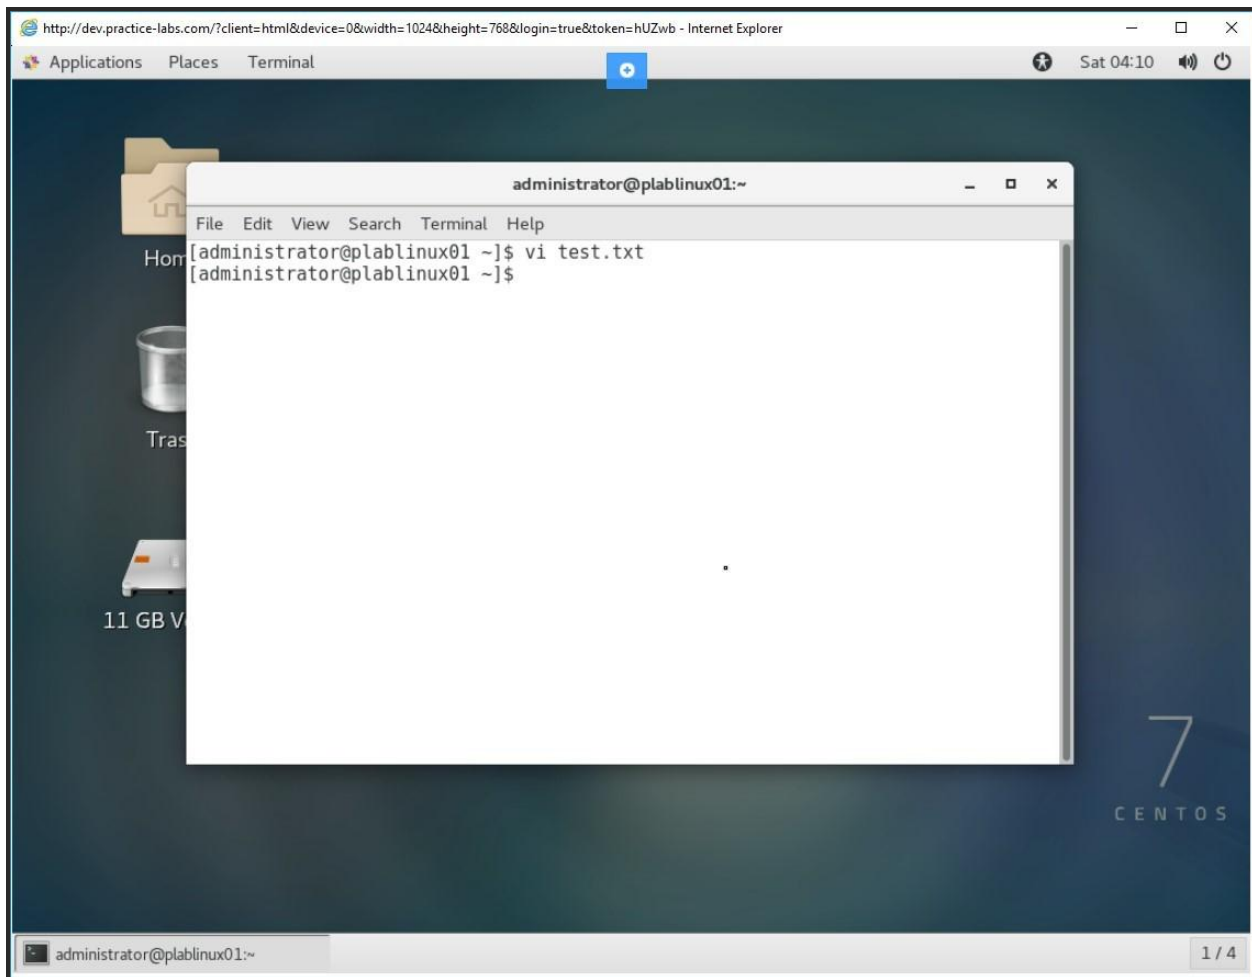 http://dev.practice-labs.com/?client=html&device=0&width=1024&height=768&login=true&token=hUZwb - Internet Explorer
Applications Places Terminal Sat 04:10
administrator@plablinux01:~
File Edit View Search Terminal Help
[administrator@plablinux01 ~]$ vi test.txt
[administrator@plablinux01 ~]$
Hom
Tras
11 GB V
7
CENTOS
administrator@plablinux01:~ 1 / 4